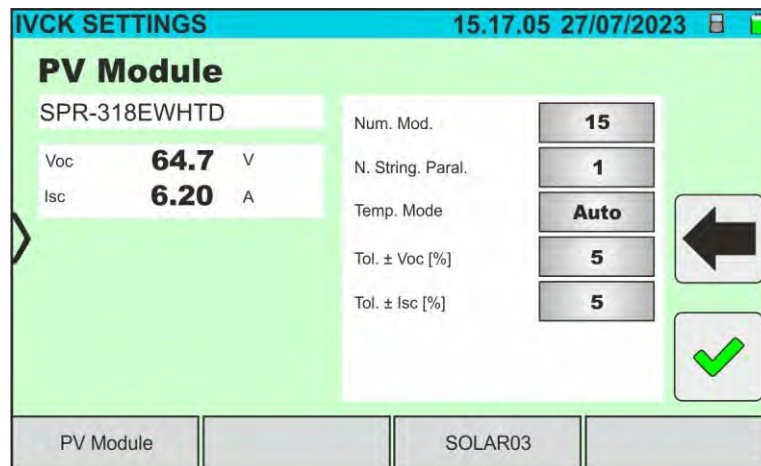 IVCK SETTINGS 15.17.05 27/07/2023
PV Module
SPR-318EWHTD
Voc 64.7 V
Isc 6.20 A
Num. Mod. 15
N. String. Paral. 1
Temp. Mode Auto
Tol. ± Voc [%] 5
Tol. ± Isc [%] 5
PV Module SOLAR03